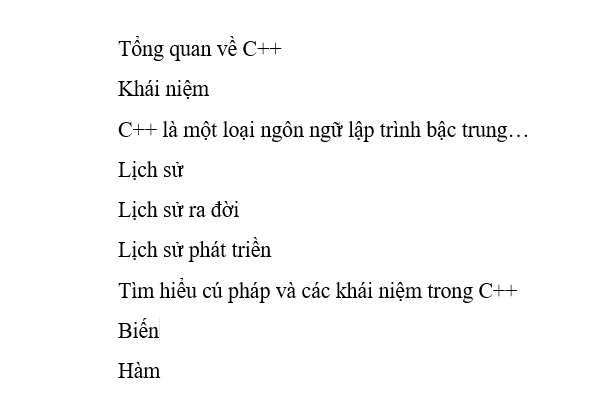 Tổng quan về C++
Khái niệm
C++ là một loại ngôn ngữ lập trình bậc trung…
Lịch sử
Lịch sử ra đời
Lịch sử phát triền
Tìm hiểu cú pháp và các khái niệm trong C++
Biến
Hàm